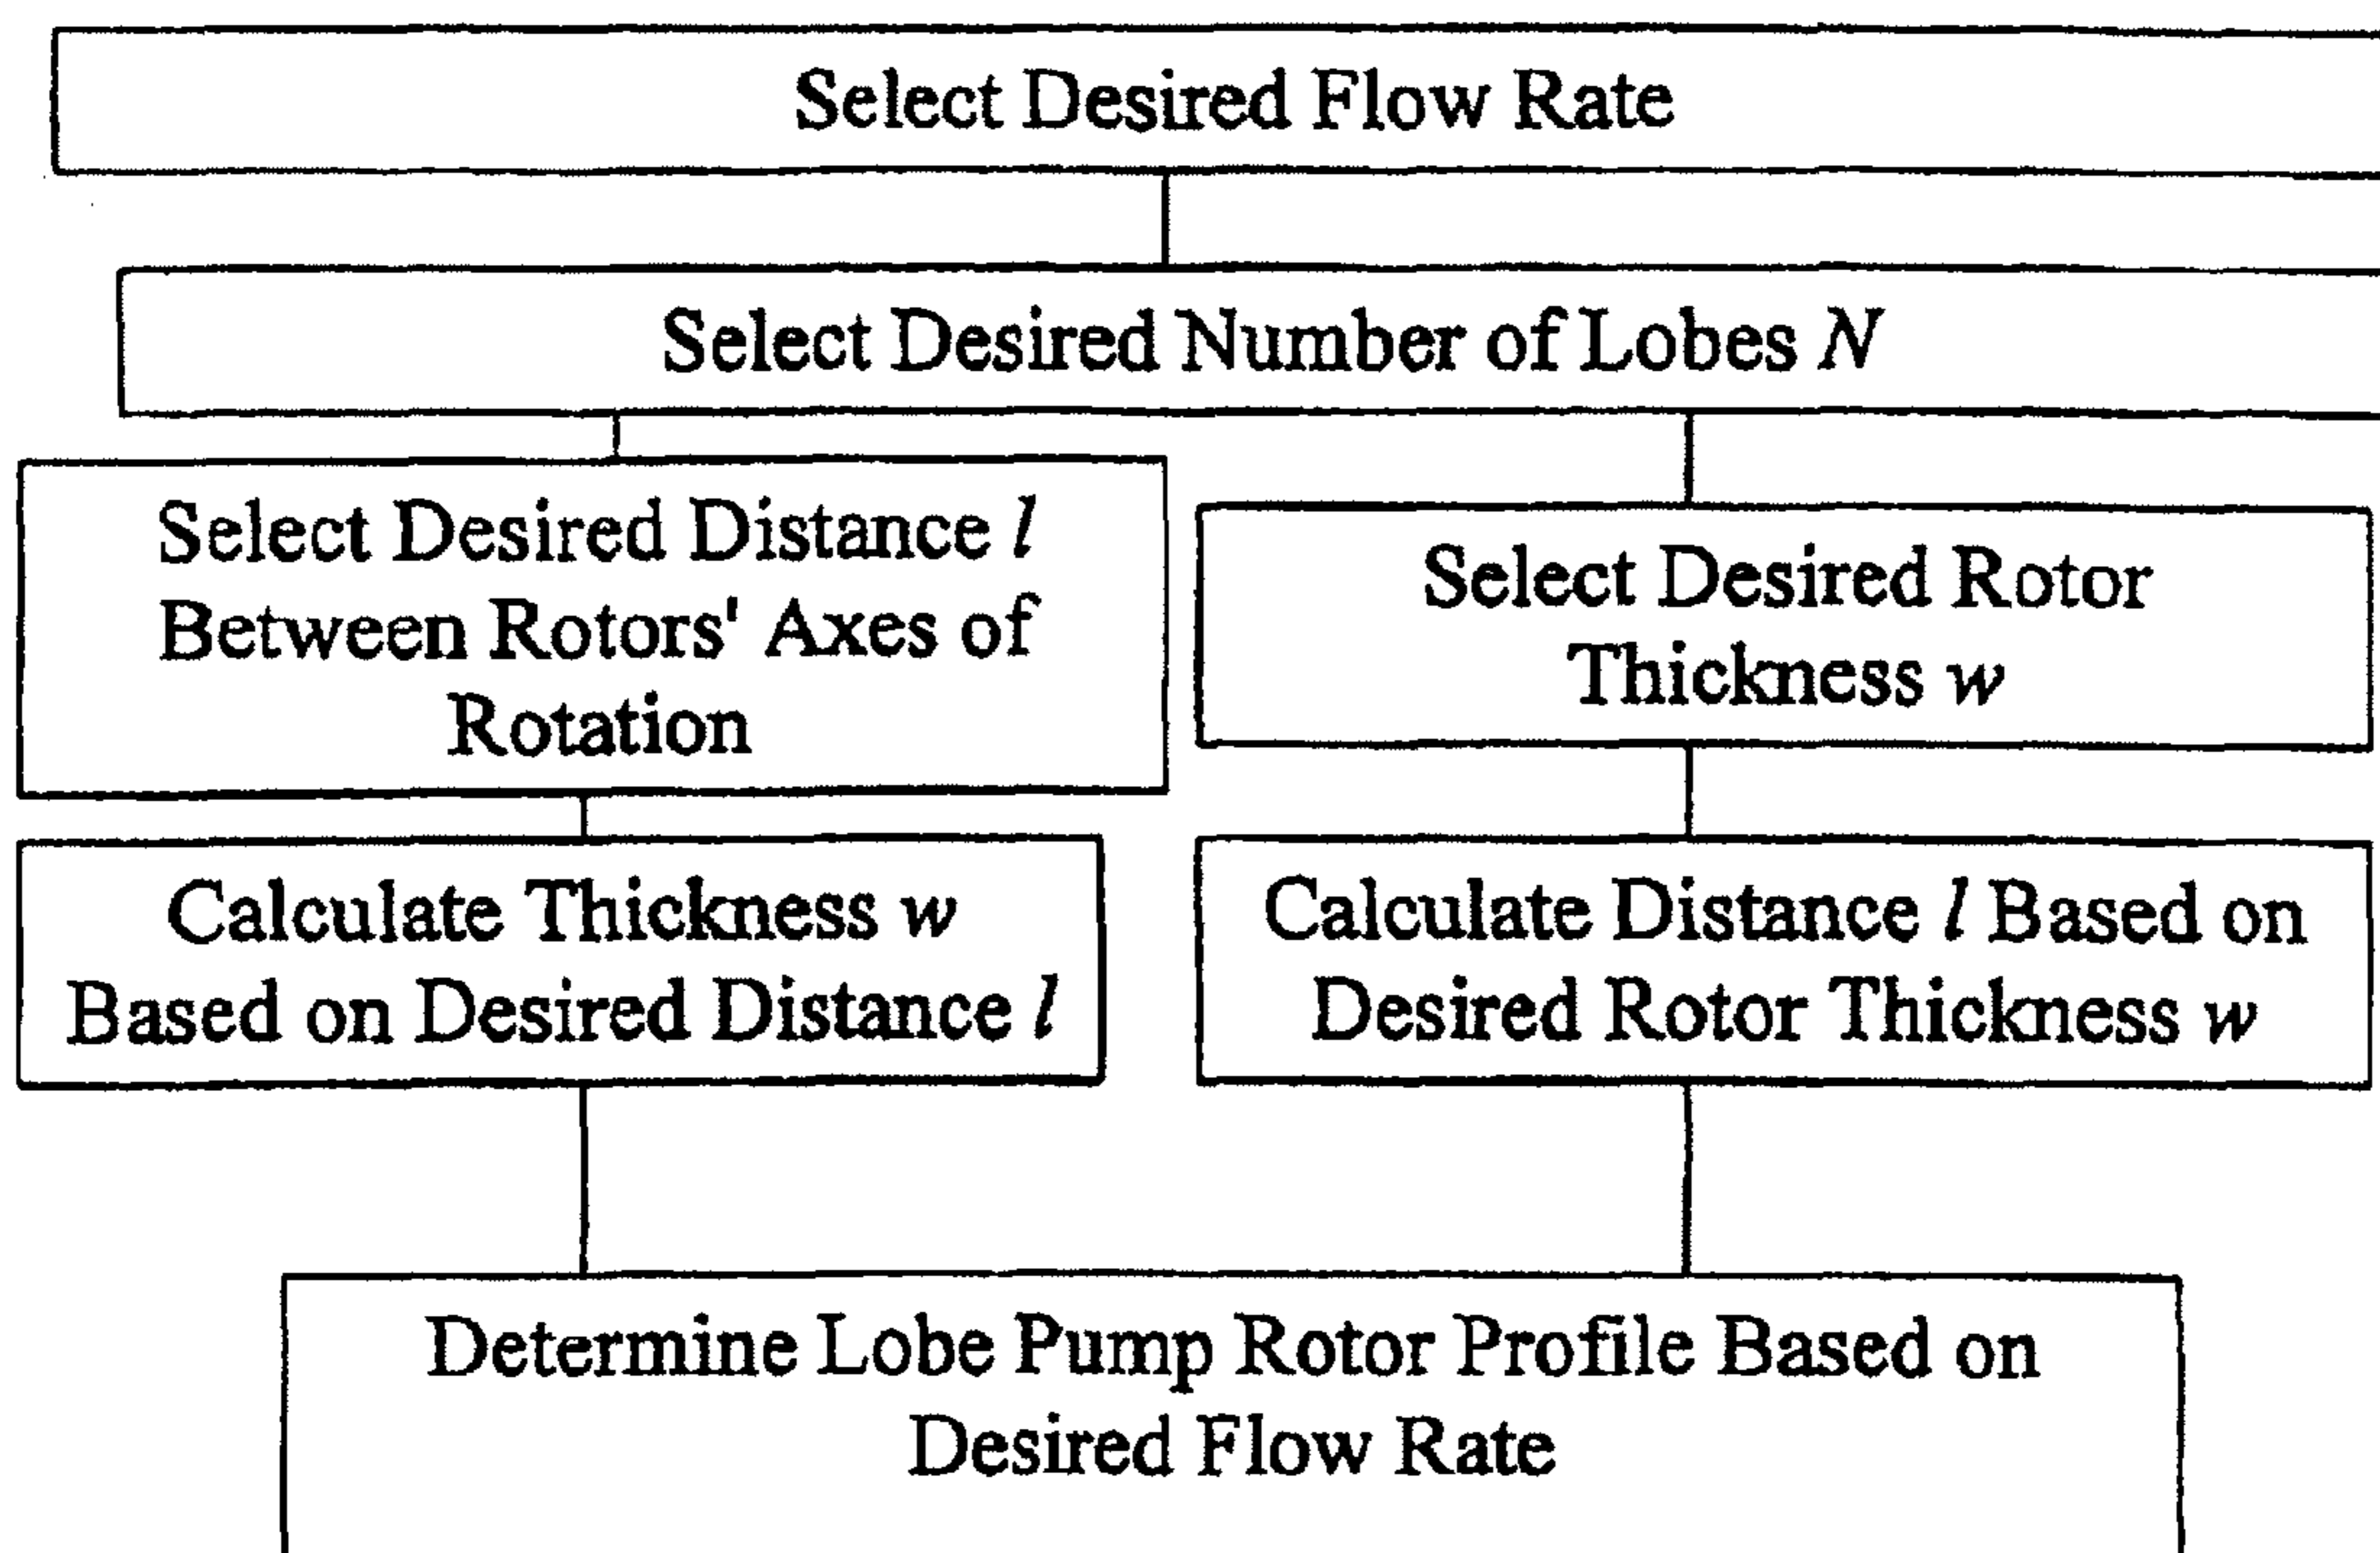 Select Desired Flow Rate
Select Desired Number of Lobes N
Select Desired Distance l
Between Rotors' Axes of
Rotation
Select Desired Rotor
Thickness w
Calculate Thickness w
Based on Desired Distance l
Calculate Distance l Based on
Desired Rotor Thickness w
Determine Lobe Pump Rotor Profile Based on
Desired Flow Rate